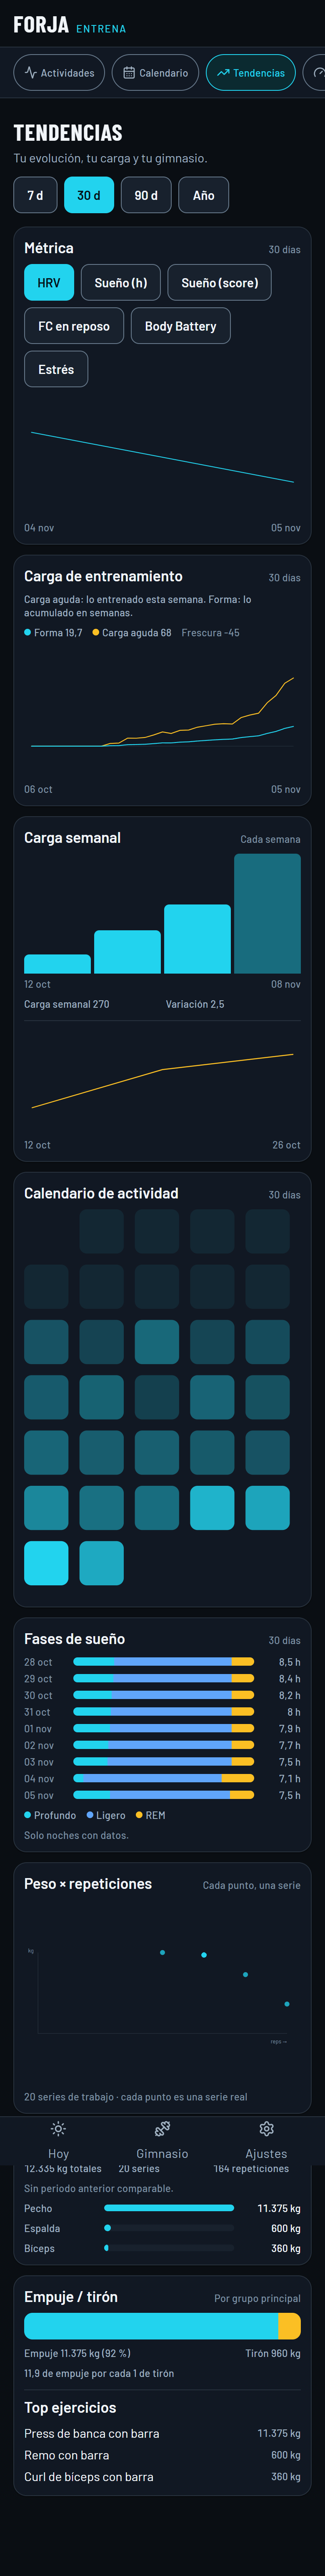 FORJA ENTRENA
Actividades
Calendario
Tendencias
TENDENCIAS
Tu evolución, tu carga y tu gimnasio.
7 d
30 d
90 d
Año
Métrica
30 días
HRV
Sueño (h)
Sueño (score)
FC en reposo
Body Battery
Estrés
04 nov
05 nov
Carga de entrenamiento
30 días
Carga aguda: lo entrenado esta semana. Forma: lo
acumulado en semanas.
Forma 19,7
Carga aguda 68
Frescura -45
06 oct
05 nov
Carga semanal
Cada semana
12 oct
08 nov
Carga semanal 270
Variación 2,5
12 oct
26 oct
Calendario de actividad
30 días
Fases de sueño
30 días
28 oct 8,5 h
29 oct 8,4 h
30 oct 8,2 h
31 oct 8 h
01 nov 7,9 h
02 nov 7,7 h
03 nov 7,5 h
04 nov 7,1 h
05 nov 7,5 h
Profundo
Ligero
REM
Solo noches con datos.
Peso × repeticiones
Cada punto, una serie
kg
reps →
20 series de trabajo · cada punto es una serie real
Hoy
Gimnasio
Ajustes
12.335 kg totales
20 series
164 repeticiones
Sin periodo anterior comparable.
Pecho 11.375 kg
Espalda 600 kg
Bíceps 360 kg
Empuje / tirón
Por grupo principal
Empuje 11.375 kg (92 %)
Tirón 960 kg
11,9 de empuje por cada 1 de tirón
Top ejercicios
Press de banca con barra 11.375 kg
Remo con barra 600 kg
Curl de bíceps con barra 360 kg